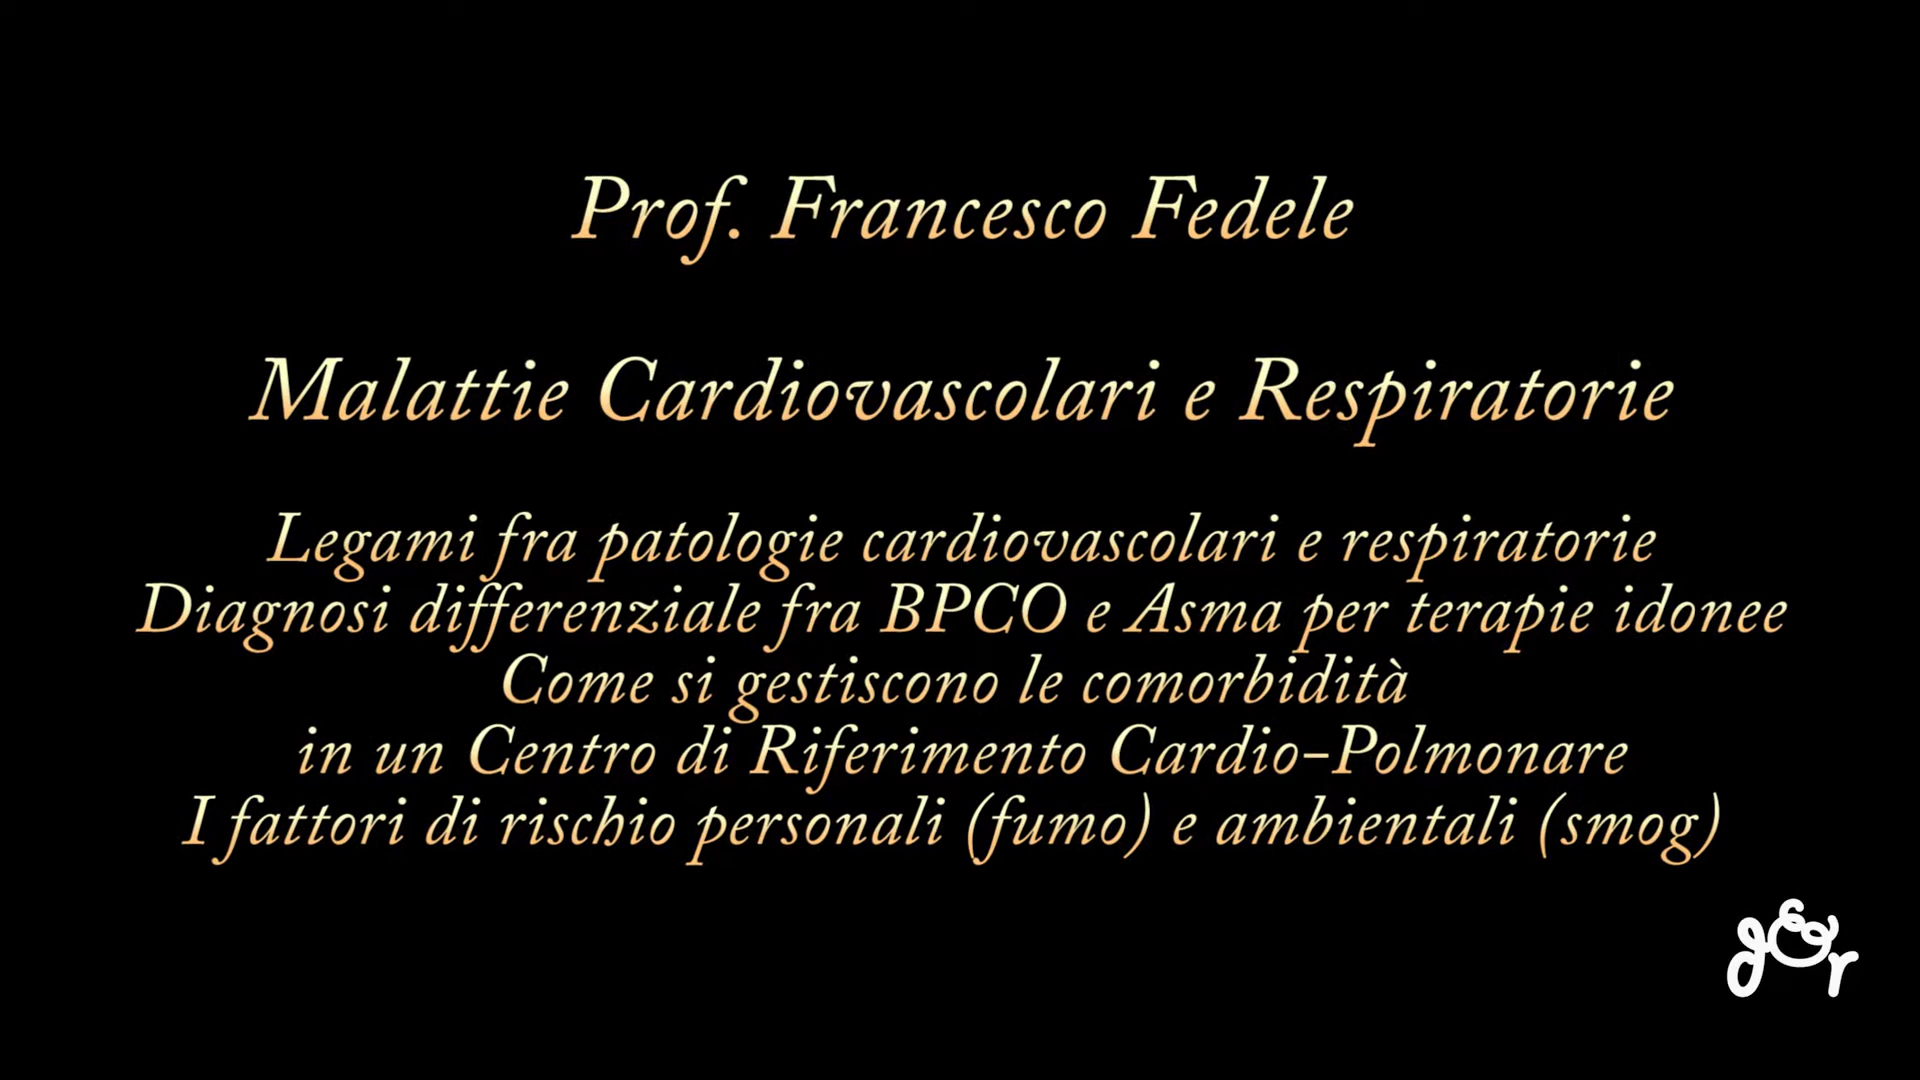 Prof. Francesco Fedele
Malattie Cardiovascolari e Respiratorie
Legami fra patologie cardiovascolari e respiratorie
Diagnosi differenziale fra BPCO e Asma per terapie idonee
Come si gestiscono le comorbidità
in un Centro di Riferimento Cardio-Polmonare
I fattori di rischio personali (fumo) e ambientali (smog)
g&r